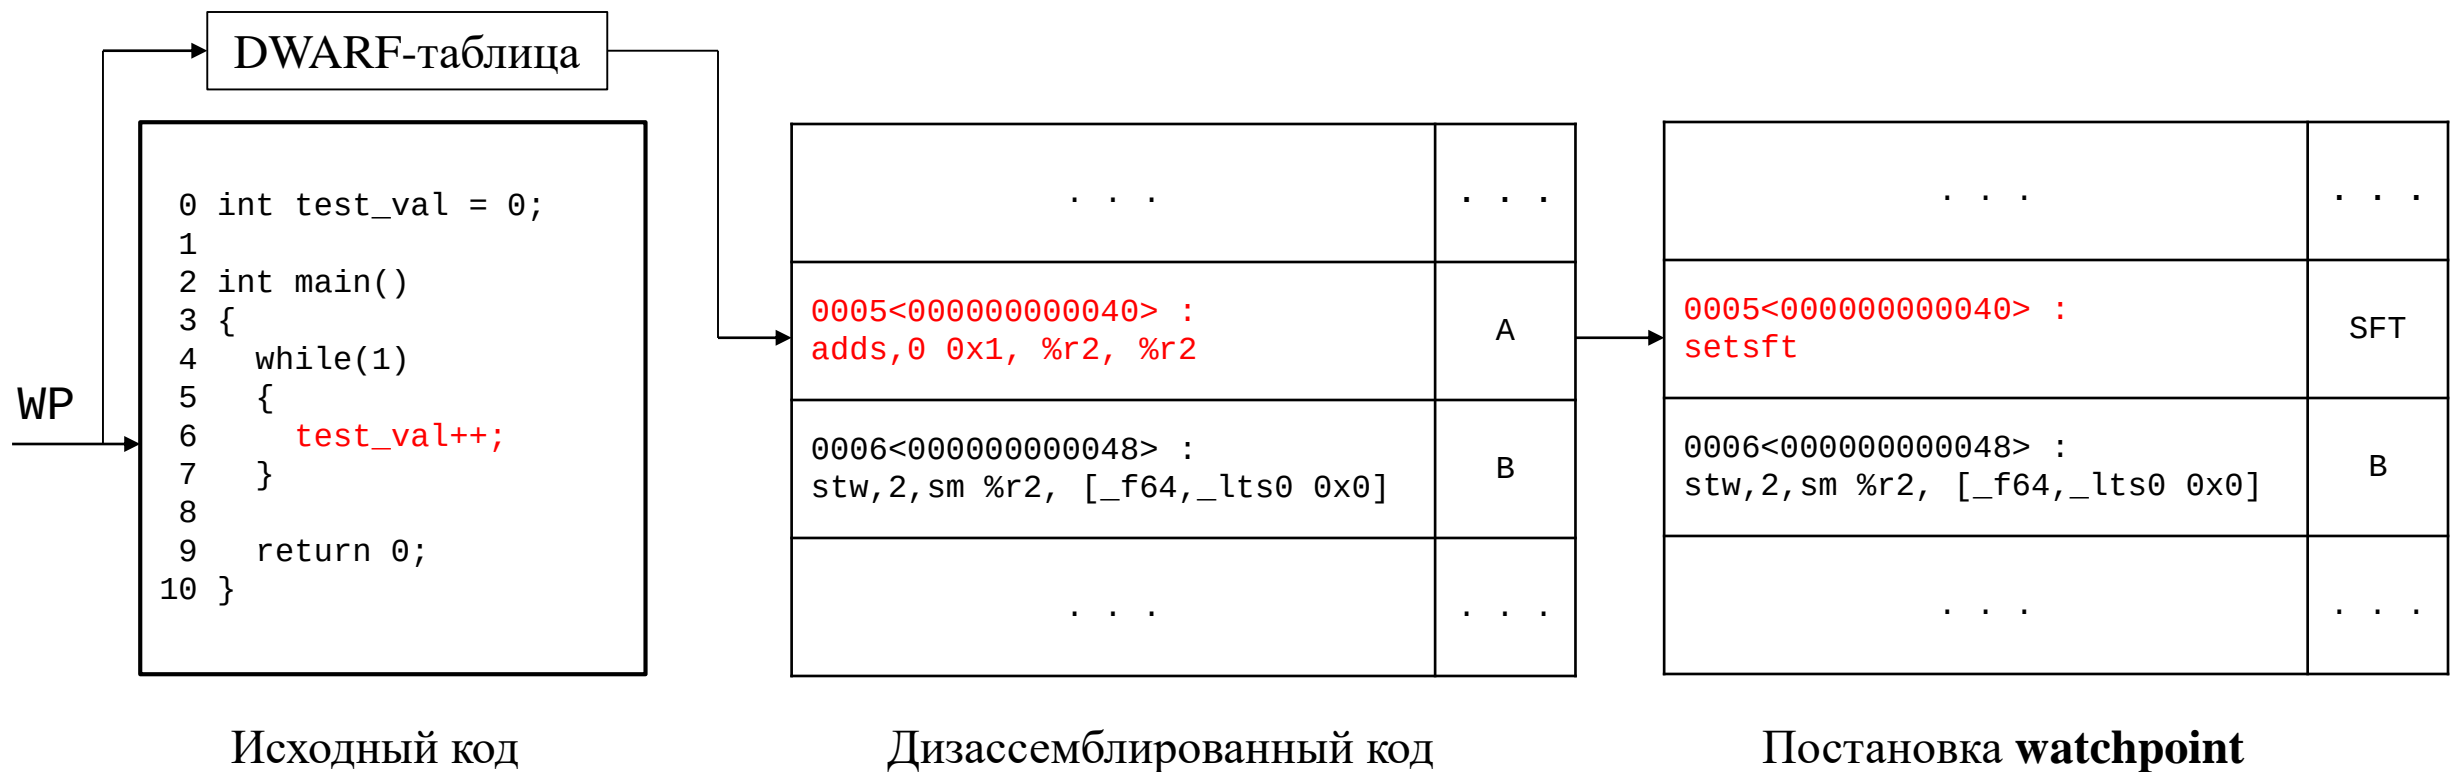 DWARF-таблица
WP
0 int test_val = 0;
1
2 int main()
3 {
4   while(1)
5   {
6     test_val++;
7   }
8
9   return 0;
10 }
Исходный код
. . .   . . .
0005<000000000040> :
adds,0 0x1, %r2, %r2
A
0006<000000000048> :
stw,2,sm %r2, [_f64,_lts0 0x0]
B
. . .   . . .
Дизассемблированный код
. . .   . . .
0005<000000000040> :
setsft
SFT
0006<000000000048> :
stw,2,sm %r2, [_f64,_lts0 0x0]
B
. . .   . . .
Постановка watchpoint